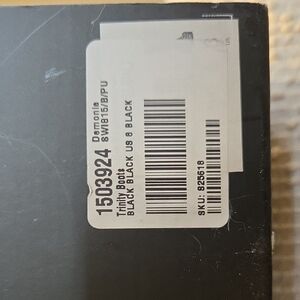 Demonia
SWI815/B/PU
1503924
Trinity Boots
BLACK BLACK US 8 BLACK
SKU: 825618